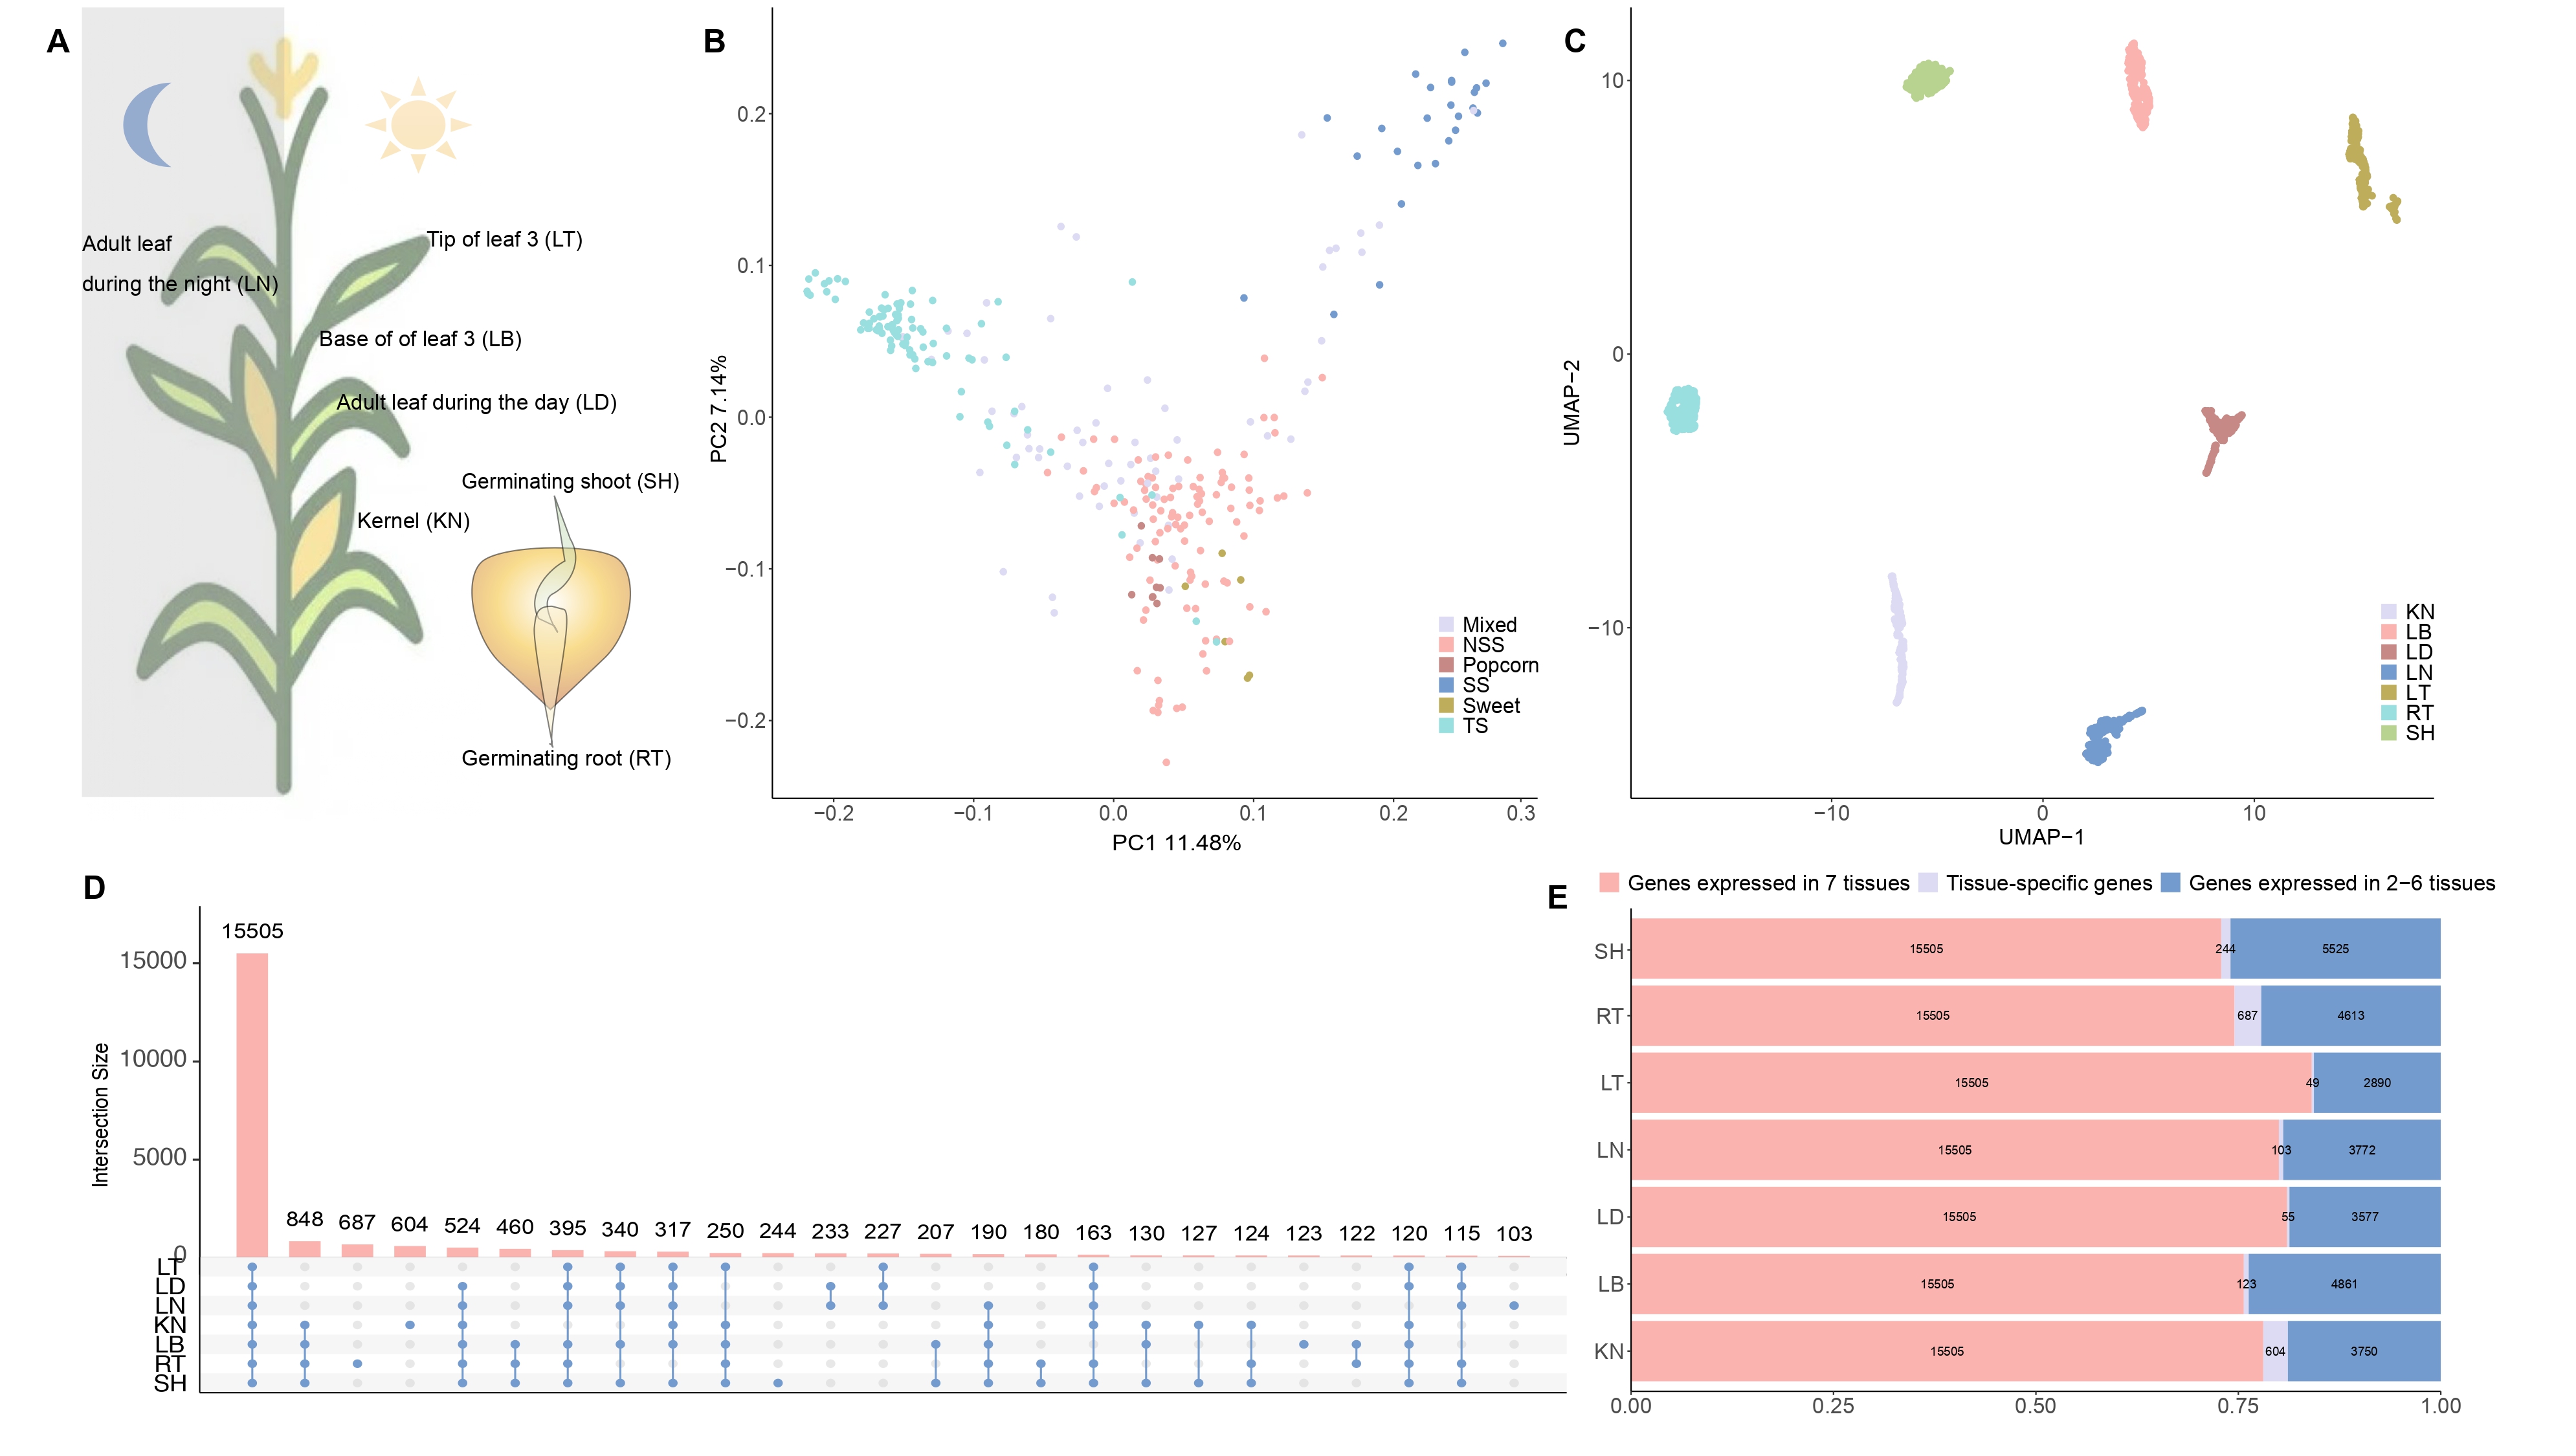 A
Adult leaf
during the night (LN)
Tip of leaf 3 (LT)
Base of of leaf 3 (LB)
Adult leaf during the day (LD)
Germinating shoot (SH)
Kernel (KN)
Germinating root (RT)
B
PC2 7.14%
0.2
0.1
0.0
−0.1
−0.2
−0.2 −0.1 0.0 0.1 0.2 0.3
PC1 11.48%
Mixed
NSS
Popcorn
SS
Sweet
TS
C
UMAP−2
10
0
−10
−10 0 10
UMAP−1
KN
LB
LD
LN
LT
RT
SH
D
Intersection Size
15000
10000
5000
0
15505 848 687 604 524 460 395 340 317 250 244 233 227 207 190 180 163 130 127 124 123 122 120 115 103
LT
LD
LN
KN
LB
RT
SH
E
Genes expressed in 7 tissues Tissue−specific genes Genes expressed in 2−6 tissues
SH 15505 244 5525
RT 15505 687 4613
LT 15505 49 2890
LN 15505 103 3772
LD 15505 55 3577
LB 15505 123 4861
KN 15505 604 3750
0.00 0.25 0.50 0.75 1.00